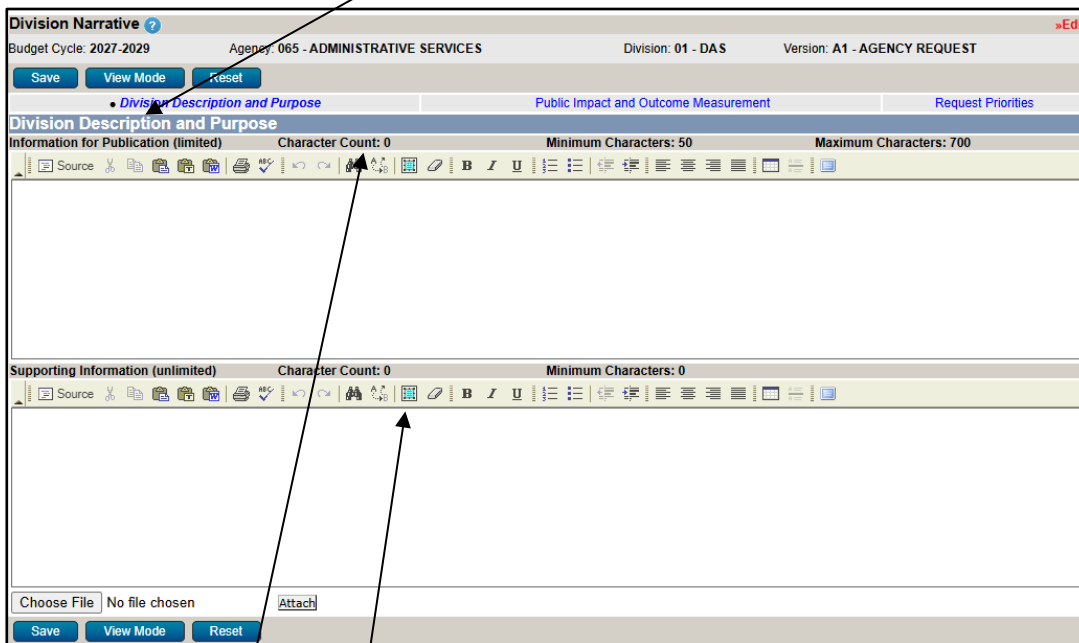 Division Narrative ? »Edi
Budget Cycle: 2027-2029 Agency: 065 - ADMINISTRATIVE SERVICES Division: 01 - DAS Version: A1 - AGENCY REQUEST
Save View Mode Reset
• Division Description and Purpose Public Impact and Outcome Measurement Request Priorities
Division Description and Purpose
Information for Publication (limited) Character Count: 0 Minimum Characters: 50 Maximum Characters: 700
Source B I U
Supporting Information (unlimited) Character Count: 0 Minimum Characters: 0
Source B I U
Choose File No file chosen Attach
Save View Mode Reset